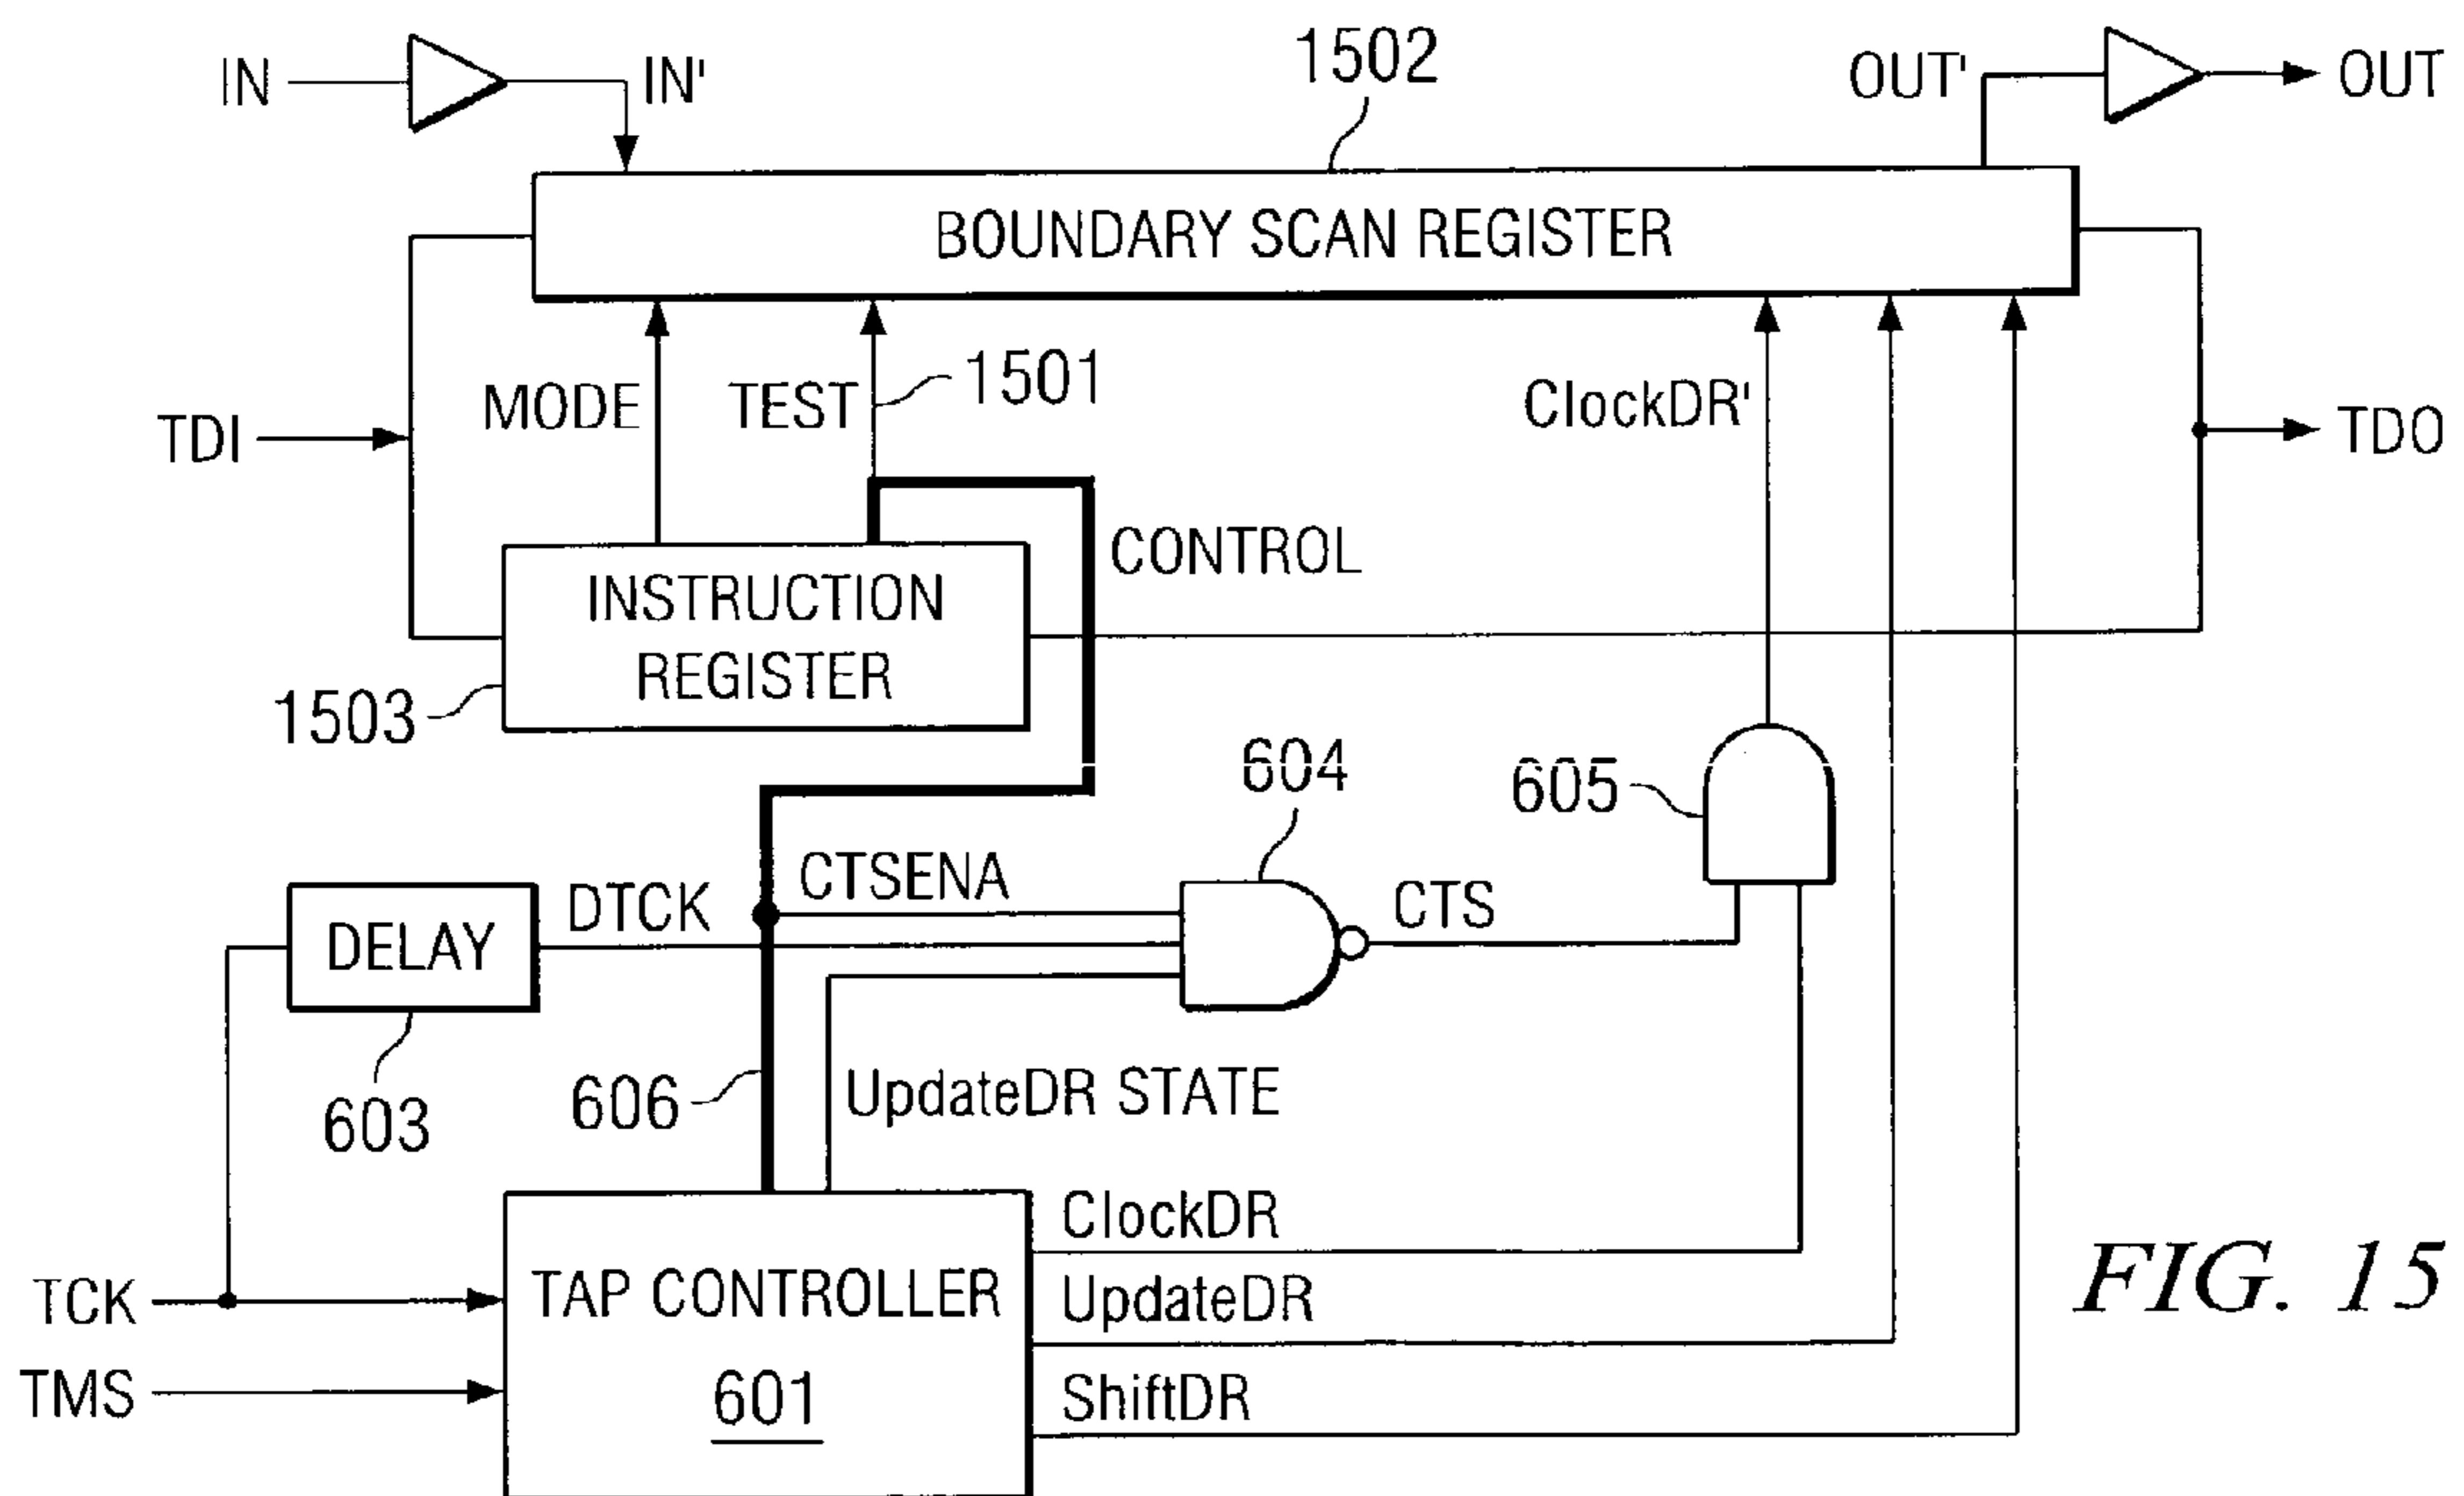 1502
IN
IN'
OUT'
OUT
BOUNDARY SCAN REGISTER
MODE
TEST
1501
ClockDR'
TDI
TDO
CONTROL
INSTRUCTION
REGISTER
1503
604
605
CTSENA
DTCK
CTS
DELAY
606
UpdateDR STATE
603
ClockDR
TCK
TAP CONTROLLER
UpdateDR
FIG. 15
TMS
601
ShiftDR